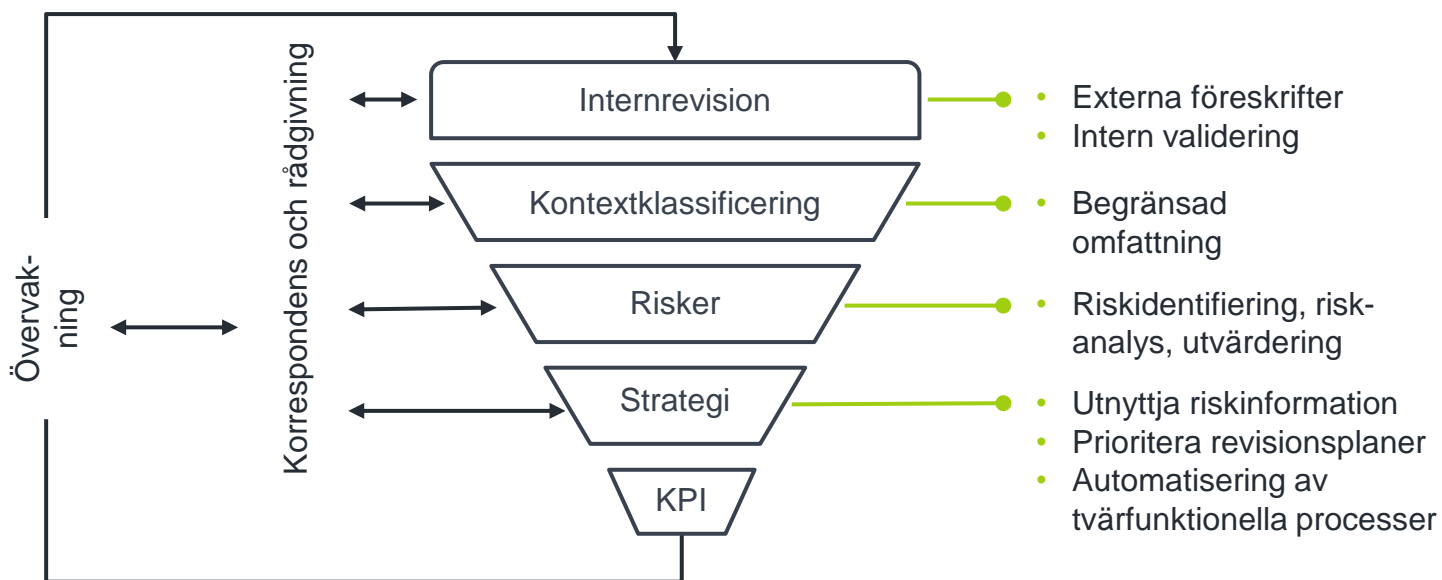 Övervak-
ning
Korrespondens och rådgivning
Internrevision
• Externa föreskrifter
• Intern validering
Kontextklassificering
• Begränsad
omfattning
Risker
• Riskidentifiering, risk-
analys, utvärdering
Strategi
• Utnyttja riskinformation
• Prioritera revisionsplaner
• Automatisering av
tvärfunktionella processer
KPI